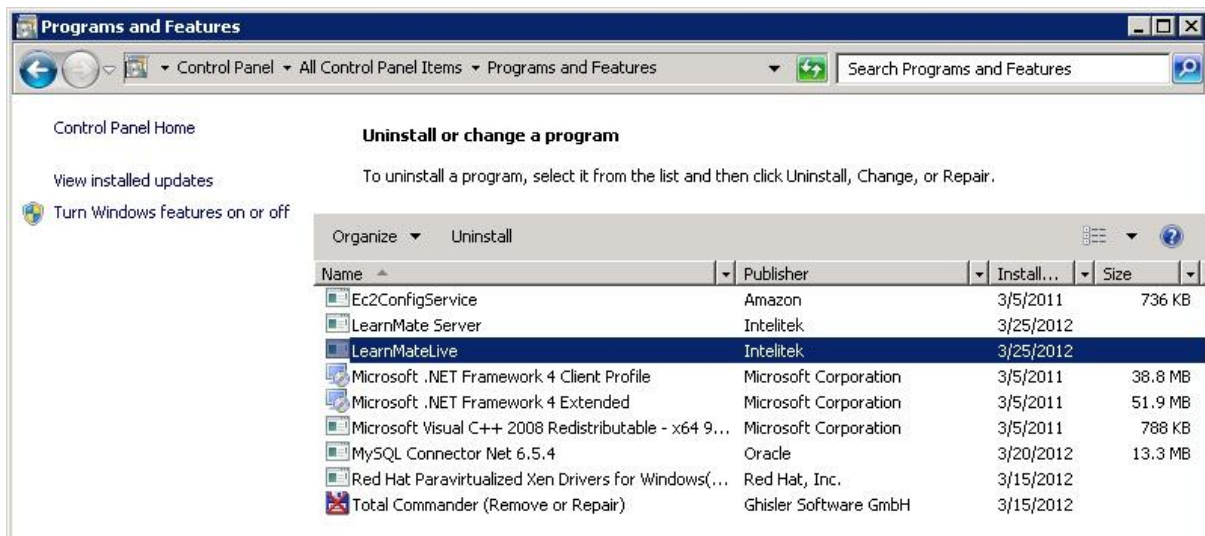 Programs and Features
Control Panel All Control Panel Items Programs and Features Search Programs and Features
Control Panel Home
View installed updates
Turn Windows features on or off
Uninstall or change a program
To uninstall a program, select it from the list and then click Uninstall, Change, or Repair.
Organize Uninstall
Name Publisher Install... Size
Ec2ConfigService Amazon 3/5/2011 736 KB
LearnMate Server Intelitek 3/25/2012
LearnMateLive Intelitek 3/25/2012
Microsoft .NET Framework 4 Client Profile Microsoft Corporation 3/5/2011 38.8 MB
Microsoft .NET Framework 4 Extended Microsoft Corporation 3/5/2011 51.9 MB
Microsoft Visual C++ 2008 Redistributable - x64 9... Microsoft Corporation 3/5/2011 788 KB
MySQL Connector Net 6.5.4 Oracle 3/20/2012 13.3 MB
Red Hat Paravirtualized Xen Drivers for Windows(... Red Hat, Inc. 3/15/2012
Total Commander (Remove or Repair) Ghisler Software GmbH 3/15/2012